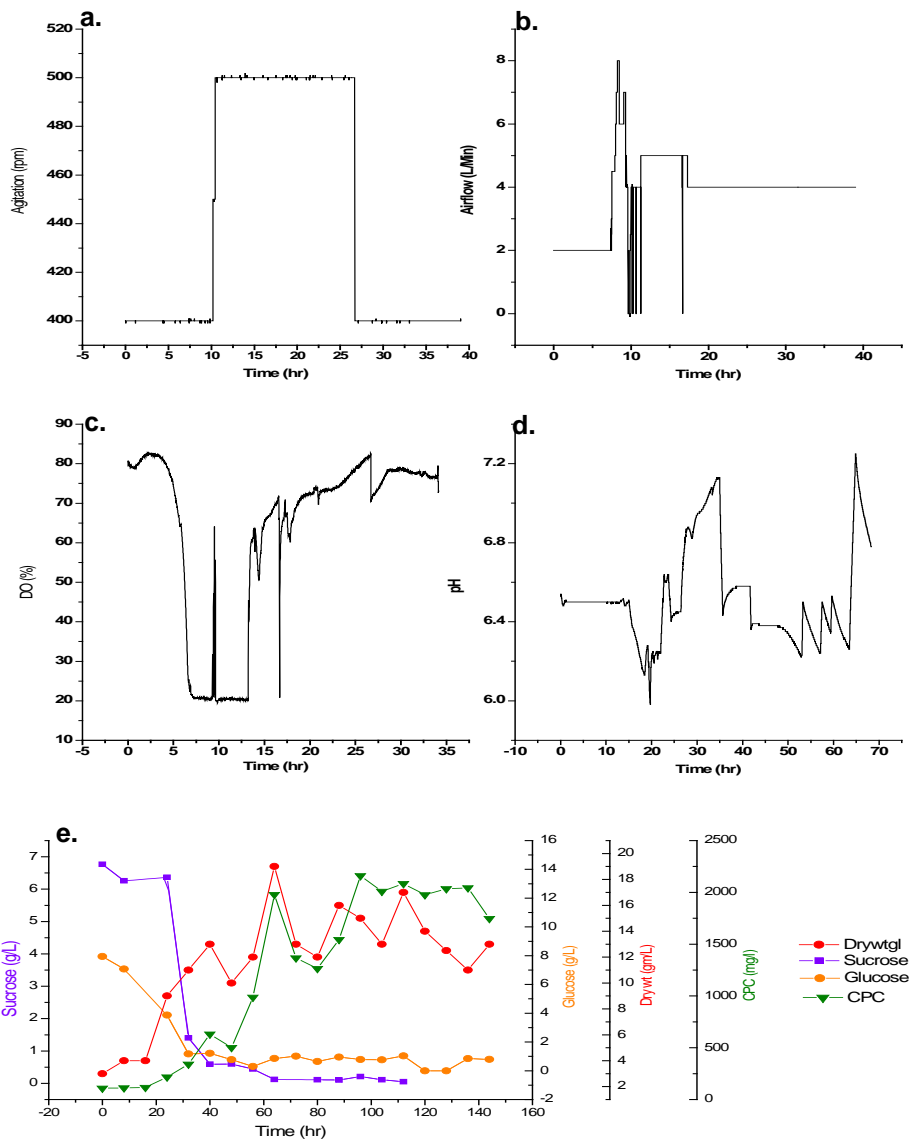 a.
520
500
480
460
440
420
400
Agitation (rpm)
-5 0 5 10 15 20 25 30 35 40
Time (hr)
b.
8
6
4
2
0
Airflow (L/Min)
0 10 20 30 40
Time (hr)
c.
90
80
70
60
50
40
30
20
10
DO (%)
-5 0 5 10 15 20 25 30 35
Time (hr)
d.
7.2
6.8
6.4
6.0
pH
-10 0 10 20 30 40 50 60 70 80
Time (hr)
e.
7
6
5
4
3
2
1
0
Sucrose (g/L)
-20 0 20 40 60 80 100 120 140 160
Time (hr)
16
14
12
10
8
6
4
2
0
-2
Glucose (g/L)
20
18
16
14
12
10
8
6
4
2
Dry wt (gm/L)
2500
2000
1500
1000
500
0
CPC (mg/l)
Drywtgl
Sucrose
Glucose
CPC